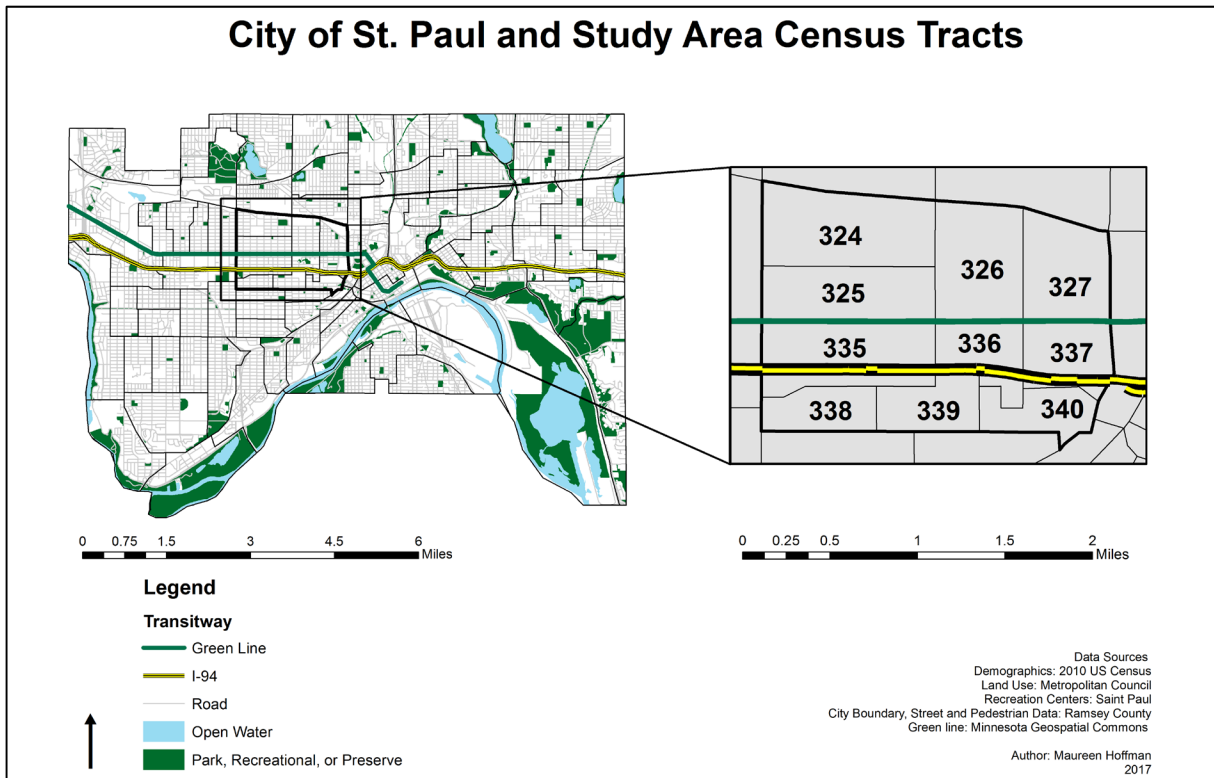 City of St. Paul and Study Area Census Tracts
324
326
327
325
335
336
337
338
339
340
0 0.75 1.5 3 4.5 6
Miles
0 0.25 0.5 1 1.5 2
Miles
Legend
Transitway
Green Line
I-94
Road
Open Water
Park, Recreational, or Preserve
Data Sources
Demographics: 2010 US Census
Land Use: Metropolitan Council
Recreation Centers: Saint Paul
City Boundary, Street and Pedestrian Data: Ramsey County
Green line: Minnesota Geospatial Commons
Author: Maureen Hoffman
2017